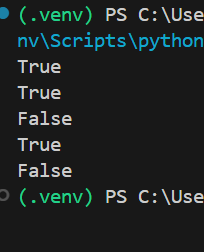 (.venv) PS C:\Use
nv\Scripts\python
True
True
False
True
False
(.venv) PS C:\Use